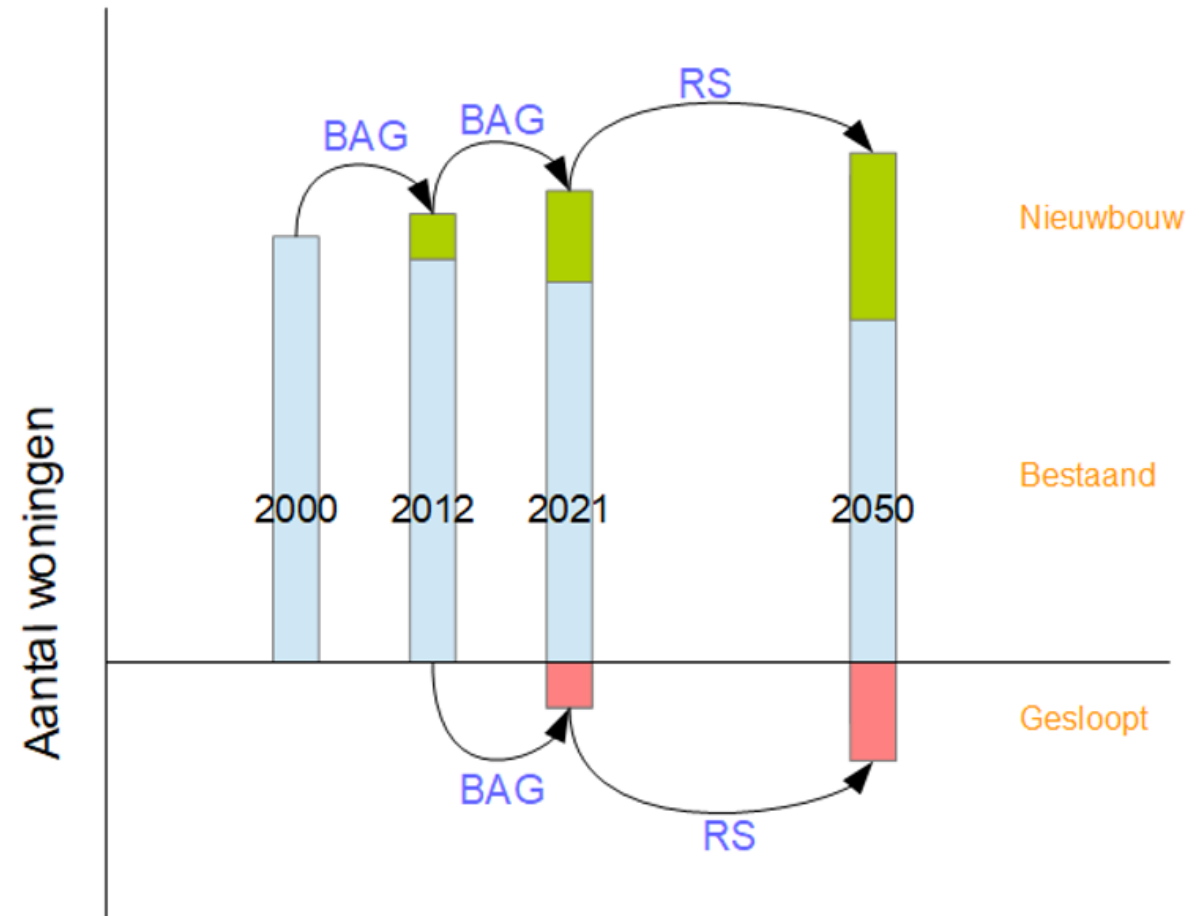 RS
BAG
BAG
Nieuwbouw
Bestaand
2000
2012
2021
2050
Aantal woningen
Gesloopt
BAG
RS